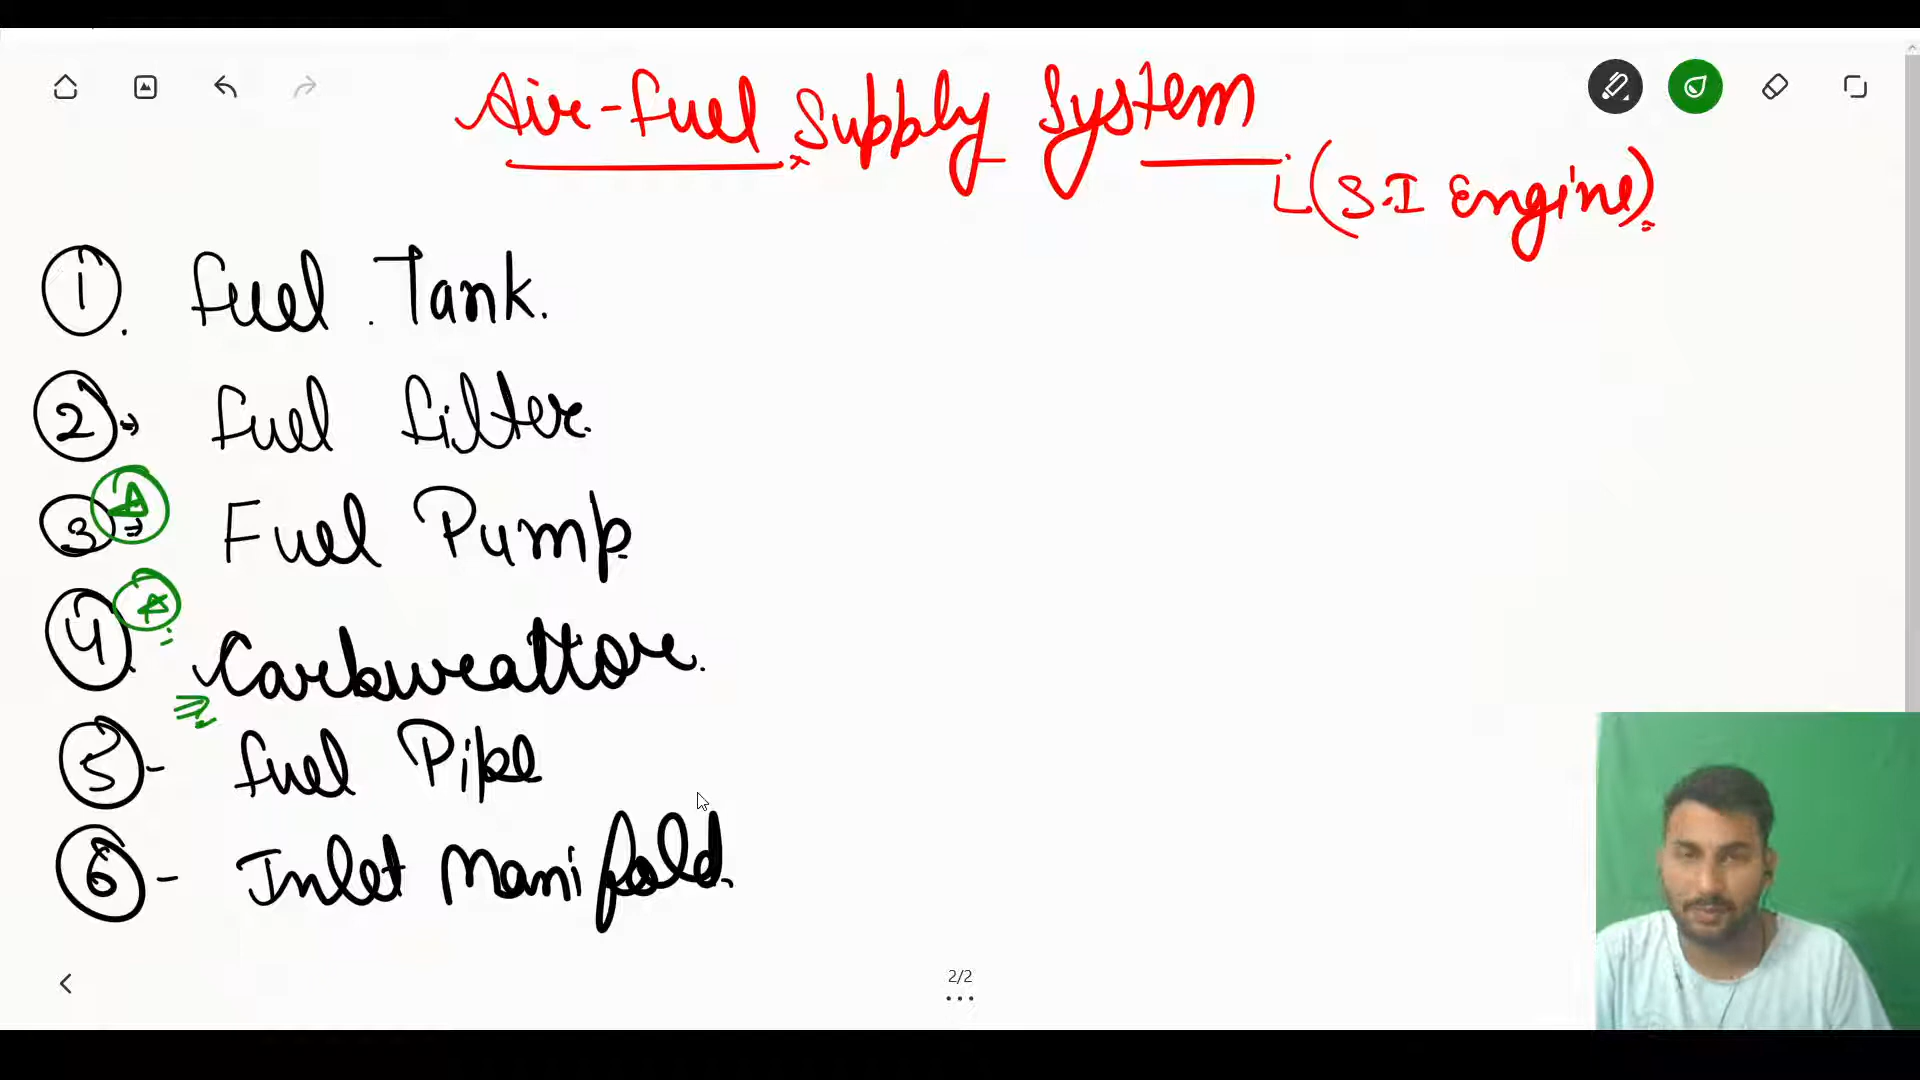 Air-fuel Supply System
(S.I Engine)
1. fuel Tank.
2 → fuel filter.
3 → Fuel Pump
4. Carbureattor.
5 - fuel Pipe
6 - Inlet Manifold.
2/2